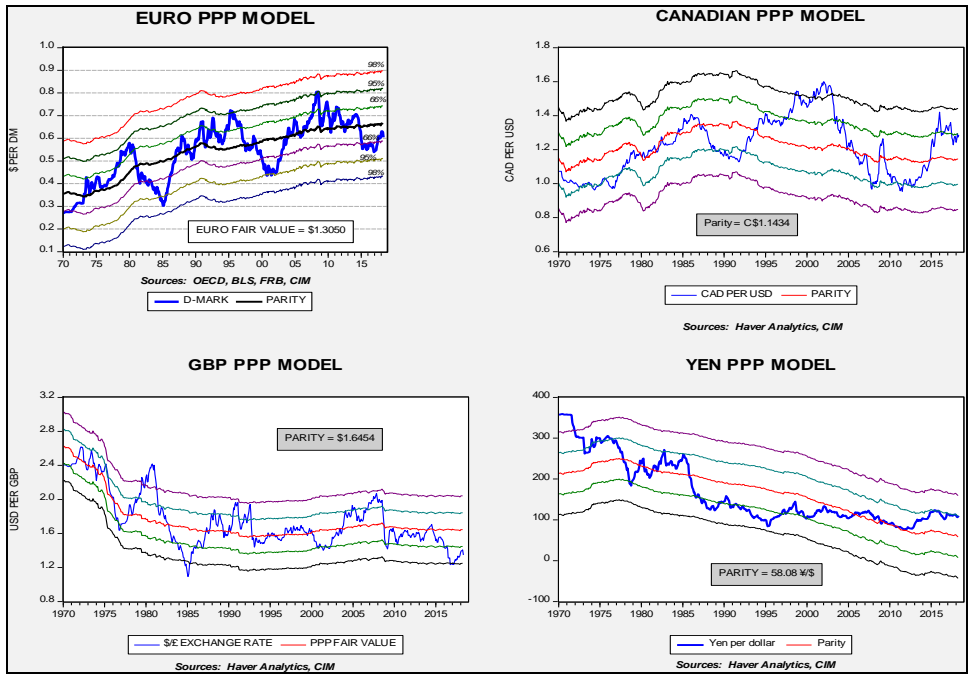 EURO PPP MODEL
1.0
0.9
0.8
0.7
0.6
0.5
0.4
0.3
0.2
0.1
$ PER DM
98%
95%
66%
66%
95%
98%
EURO FAIR VALUE = $1.3050
70 75 80 85 90 95 00 05 10 15
Sources: OECD, BLS, FRB, CIM
D-MARK PARITY
CANADIAN PPP MODEL
1.8
1.6
1.4
1.2
1.0
0.8
0.6
CAD PER USD
Parity = C$1.1434
1970 1975 1980 1985 1990 1995 2000 2005 2010 2015
CAD PER USD PARITY
Sources: Haver Analytics, CIM
GBP PPP MODEL
3.2
2.8
2.4
2.0
1.6
1.2
0.8
USD PER GBP
PARITY = $1.6454
1970 1975 1980 1985 1990 1995 2000 2005 2010 2015
$/£ EXCHANGE RATE PPP FAIR VALUE
Sources: Haver Analytics, CIM
YEN PPP MODEL
400
300
200
100
0
-100
PARITY = 58.08 ¥/$
1970 1975 1980 1985 1990 1995 2000 2005 2010 2015
Yen per dollar Parity
Sources: Haver Analytics, CIM